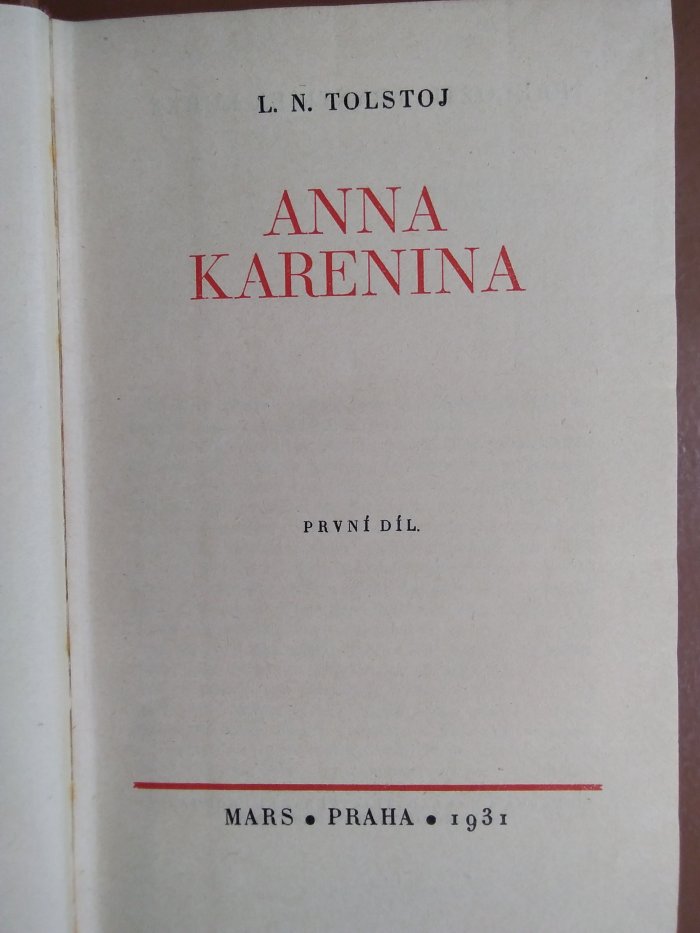 L. N. TOLSTOJ
ANNA
KARENINA
PRVNÍ DÍL.
MARS • PRAHA • 1931